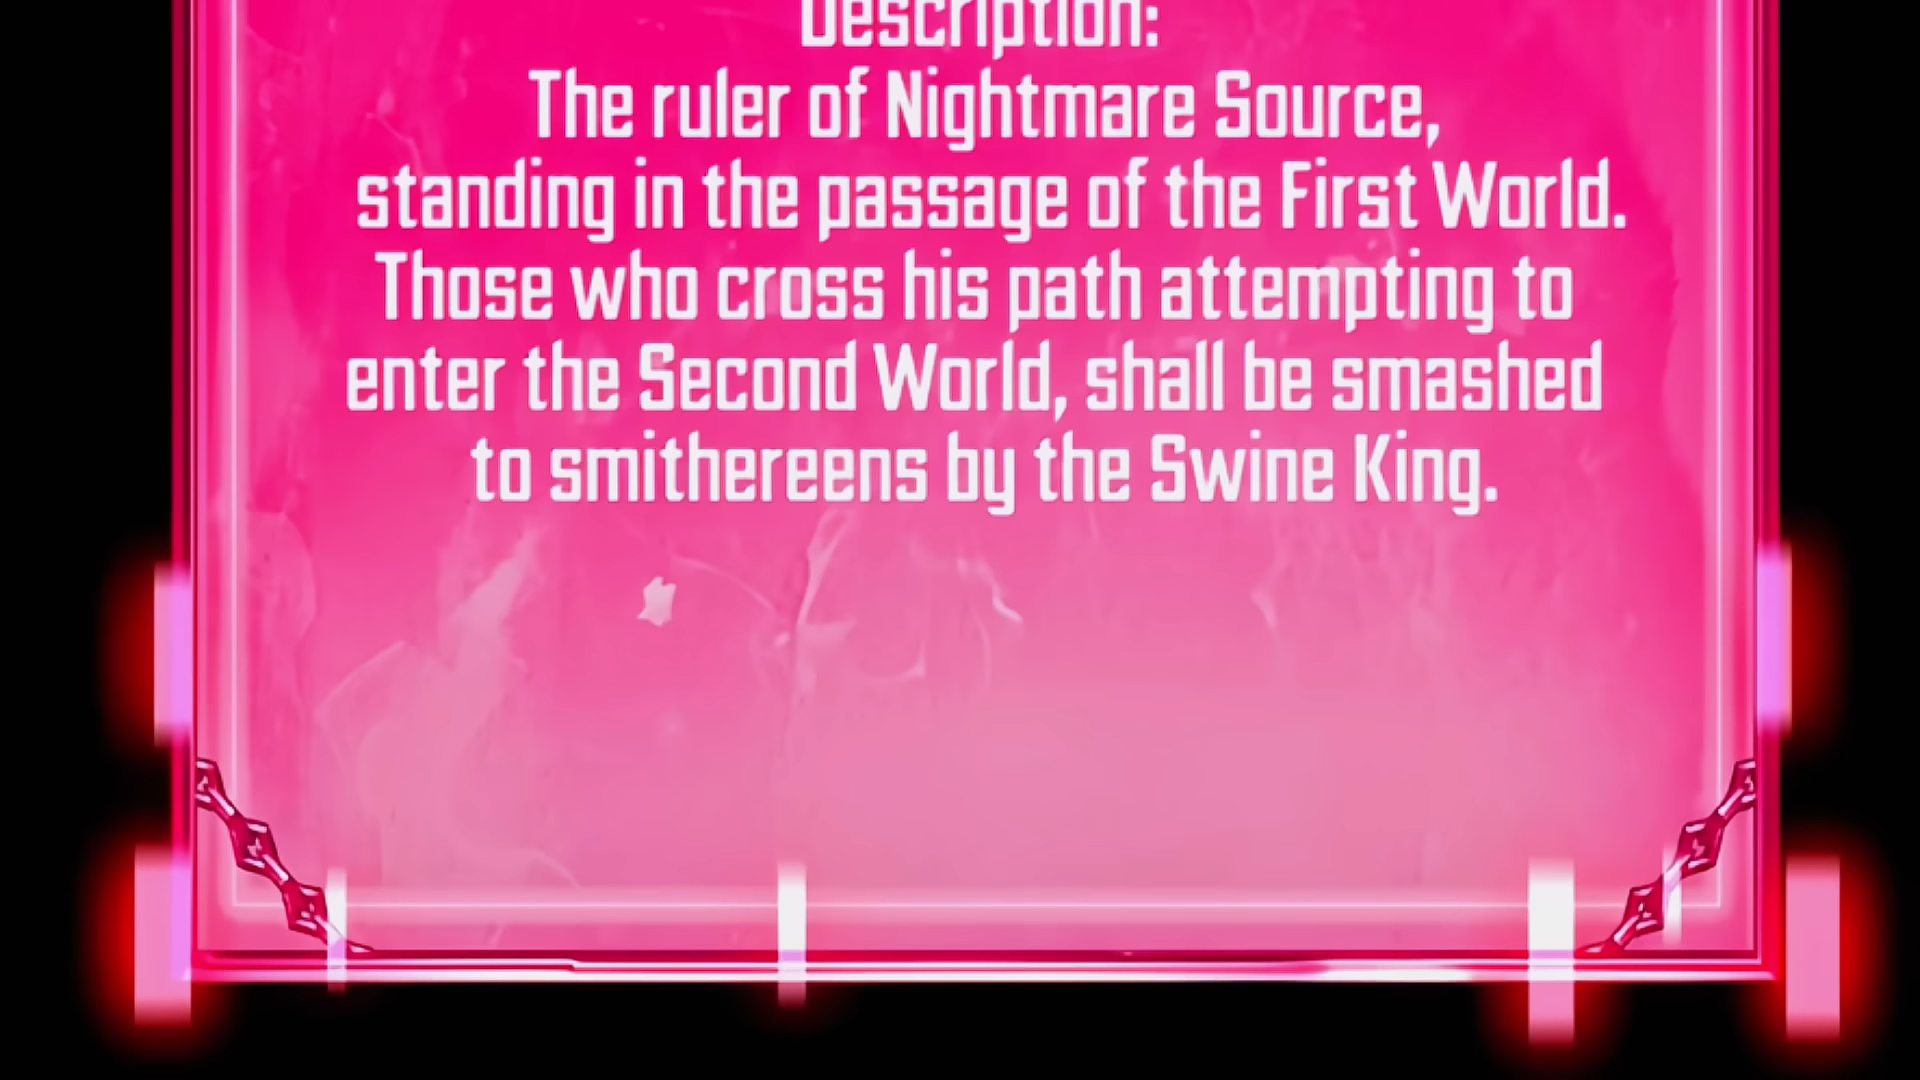 Description:
The ruler of Nightmare Source,
standing in the passage of the First World.
Those who cross his path attempting to
enter the Second World, shall be smashed
to smithereens by the Swine King.